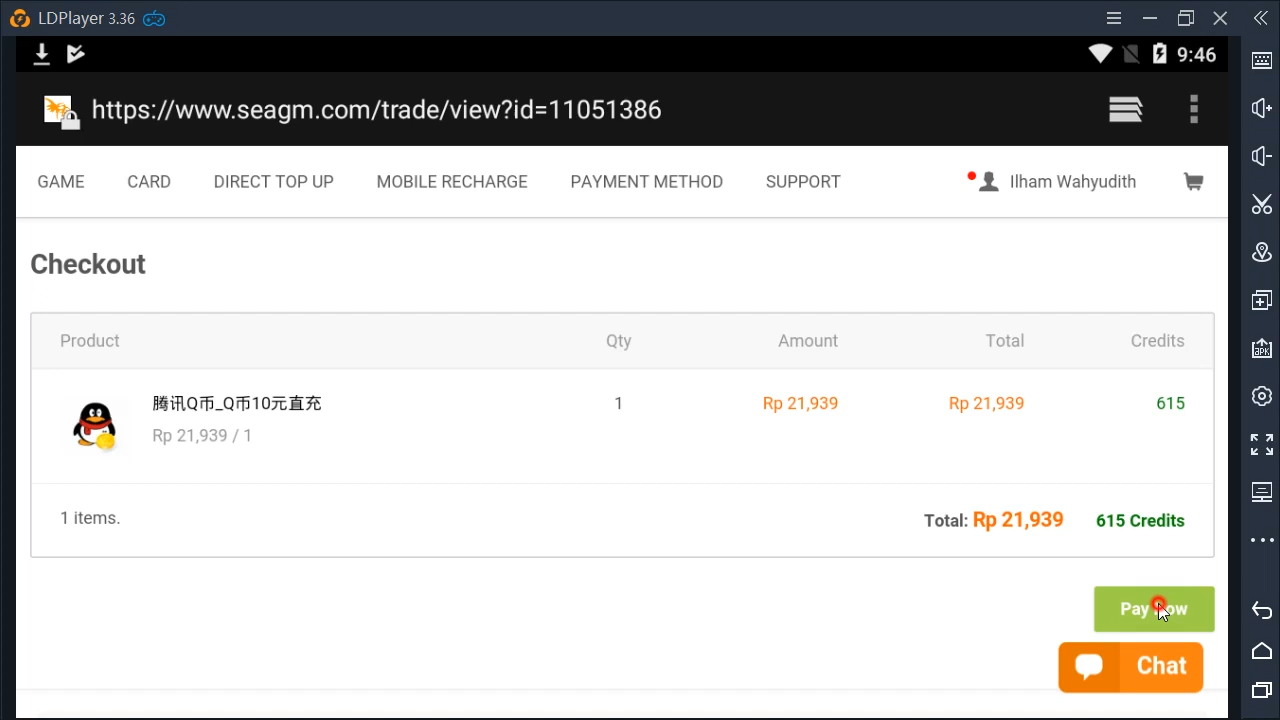 LDPlayer 3.36
9:46
https://www.seagm.com/trade/view?id=11051386
GAME CARD DIRECT TOP UP MOBILE RECHARGE PAYMENT METHOD SUPPORT Ilham Wahyudith
Checkout
Product Qty Amount Total Credits
腾讯Q币_Q币10元直充 1 Rp 21,939 Rp 21,939 615
Rp 21,939 / 1
1 items. Total: Rp 21,939 615 Credits
Pay Now
Chat
APK